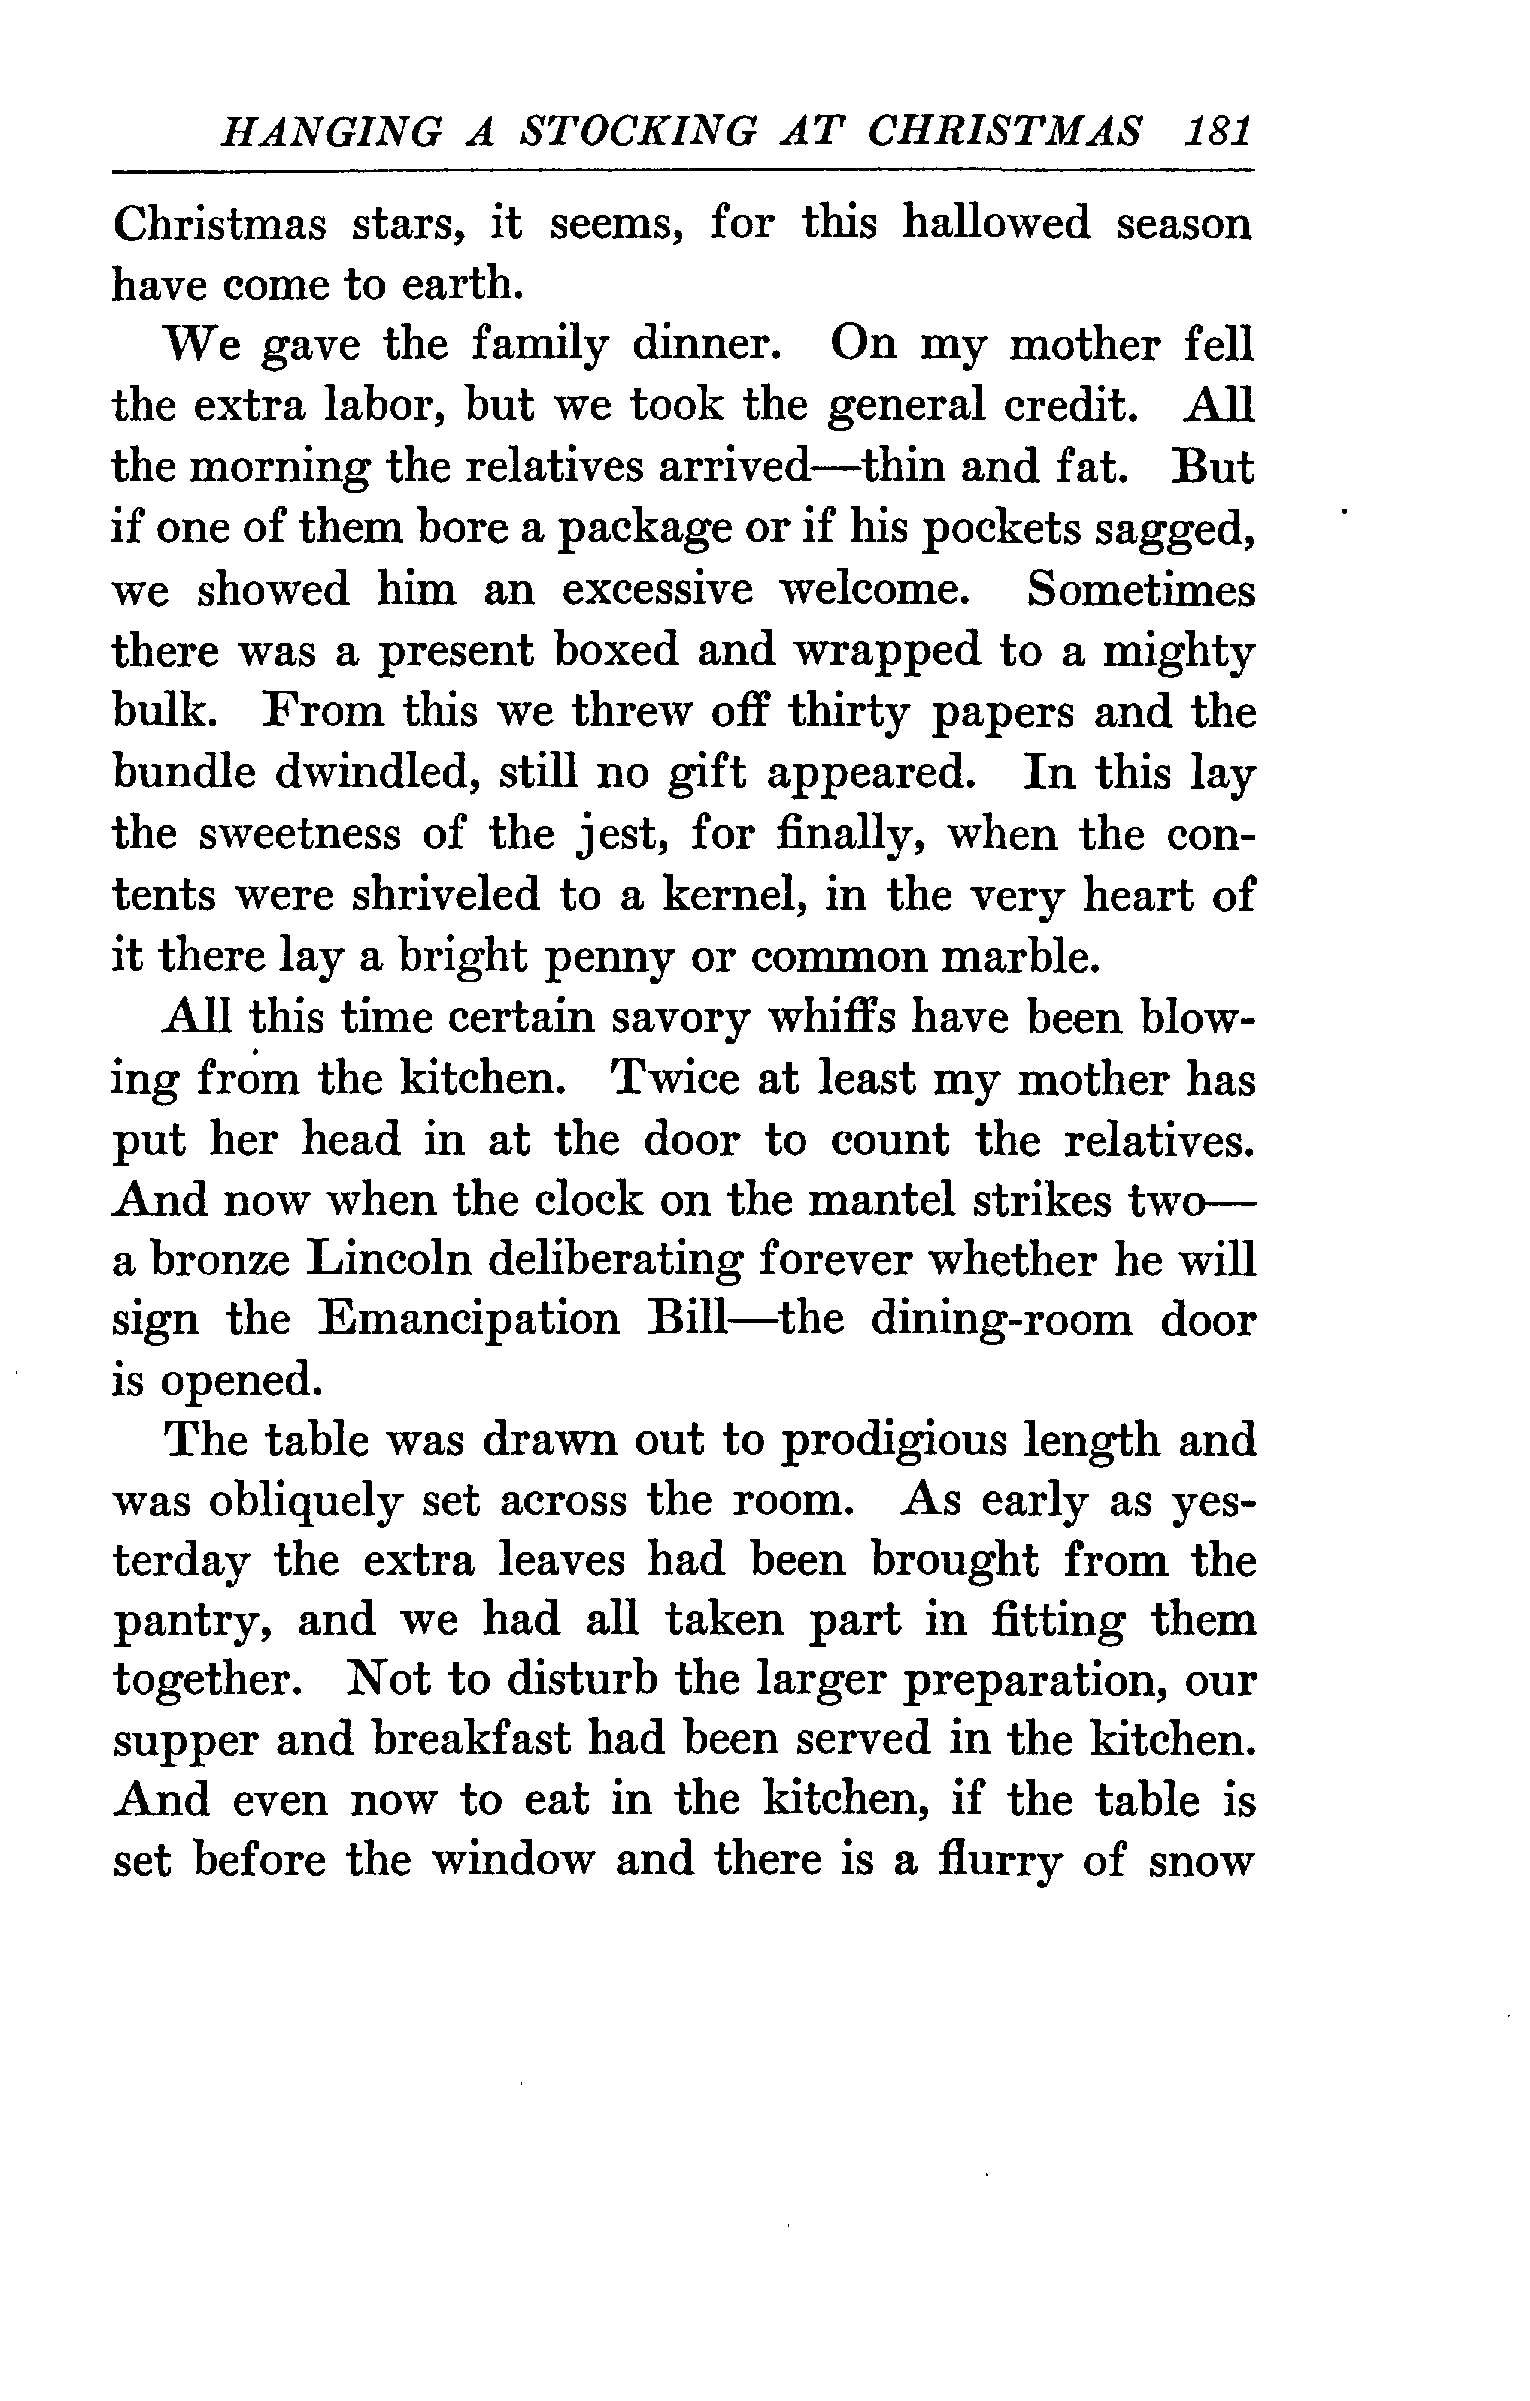 HANGING A STOCKING AT CHRISTMAS 181
Christmas stars, it seems, for this hallowed season
have come to earth.
We gave the family dinner. On my mother fell
the extra labor, but we took the general credit. All
the morning the relatives arrived—thin and fat. But
if one of them bore a package or if his pockets sagged,
we showed him an excessive welcome. Sometimes
there was a present boxed and wrapped to a mighty
bulk. From this we threw off thirty papers and the
bundle dwindled, still no gift appeared. In this lay
the sweetness of the jest, for finally, when the con-
tents were shriveled to a kernel, in the very heart of
it there lay a bright penny or common marble.
All this time certain savory whiffs have been blow-
ing from the kitchen. Twice at least my mother has
put her head in at the door to count the relatives.
And now when the clock on the mantel strikes two—
a bronze Lincoln deliberating forever whether he will
sign the Emancipation Bill—the dining-room door
is opened.
The table was drawn out to prodigious length and
was obliquely set across the room. As early as yes-
terday the extra leaves had been brought from the
pantry, and we had all taken part in fitting them
together. Not to disturb the larger preparation, our
supper and breakfast had been served in the kitchen.
And even now to eat in the kitchen, if the table is
set before the window and there is a flurry of snow